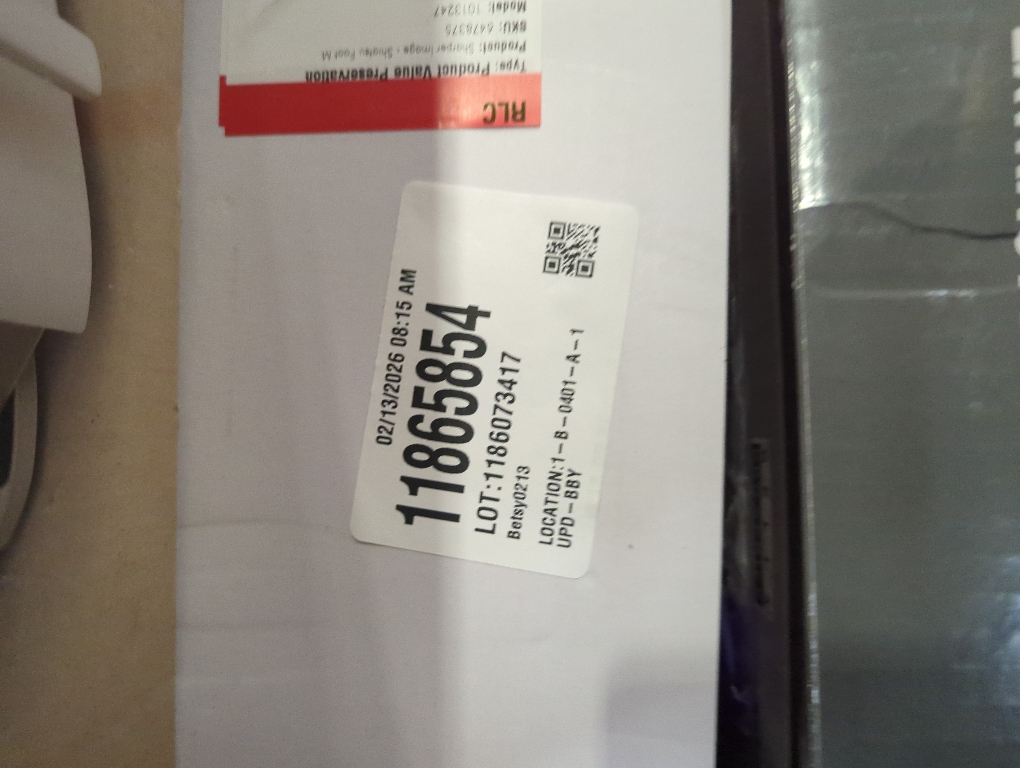 RLC
Type: Product Value Preservation
Product: Sharper Image - Shiatsu Foot M
SKU: 6478375
Model: 1013247
02/13/2026 08:15 AM
11865854
LOT:1186073417
Betsy0213
LOCATION:1-B-0401-A-1
UPD-BBY